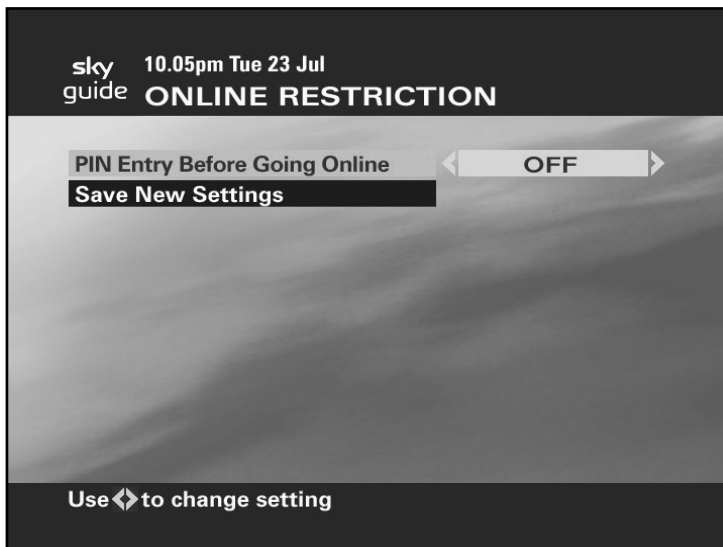 sky 10.05pm Tue 23 Jul
guide ONLINE RESTRICTION
PIN Entry Before Going Online OFF
Save New Settings
Use to change setting